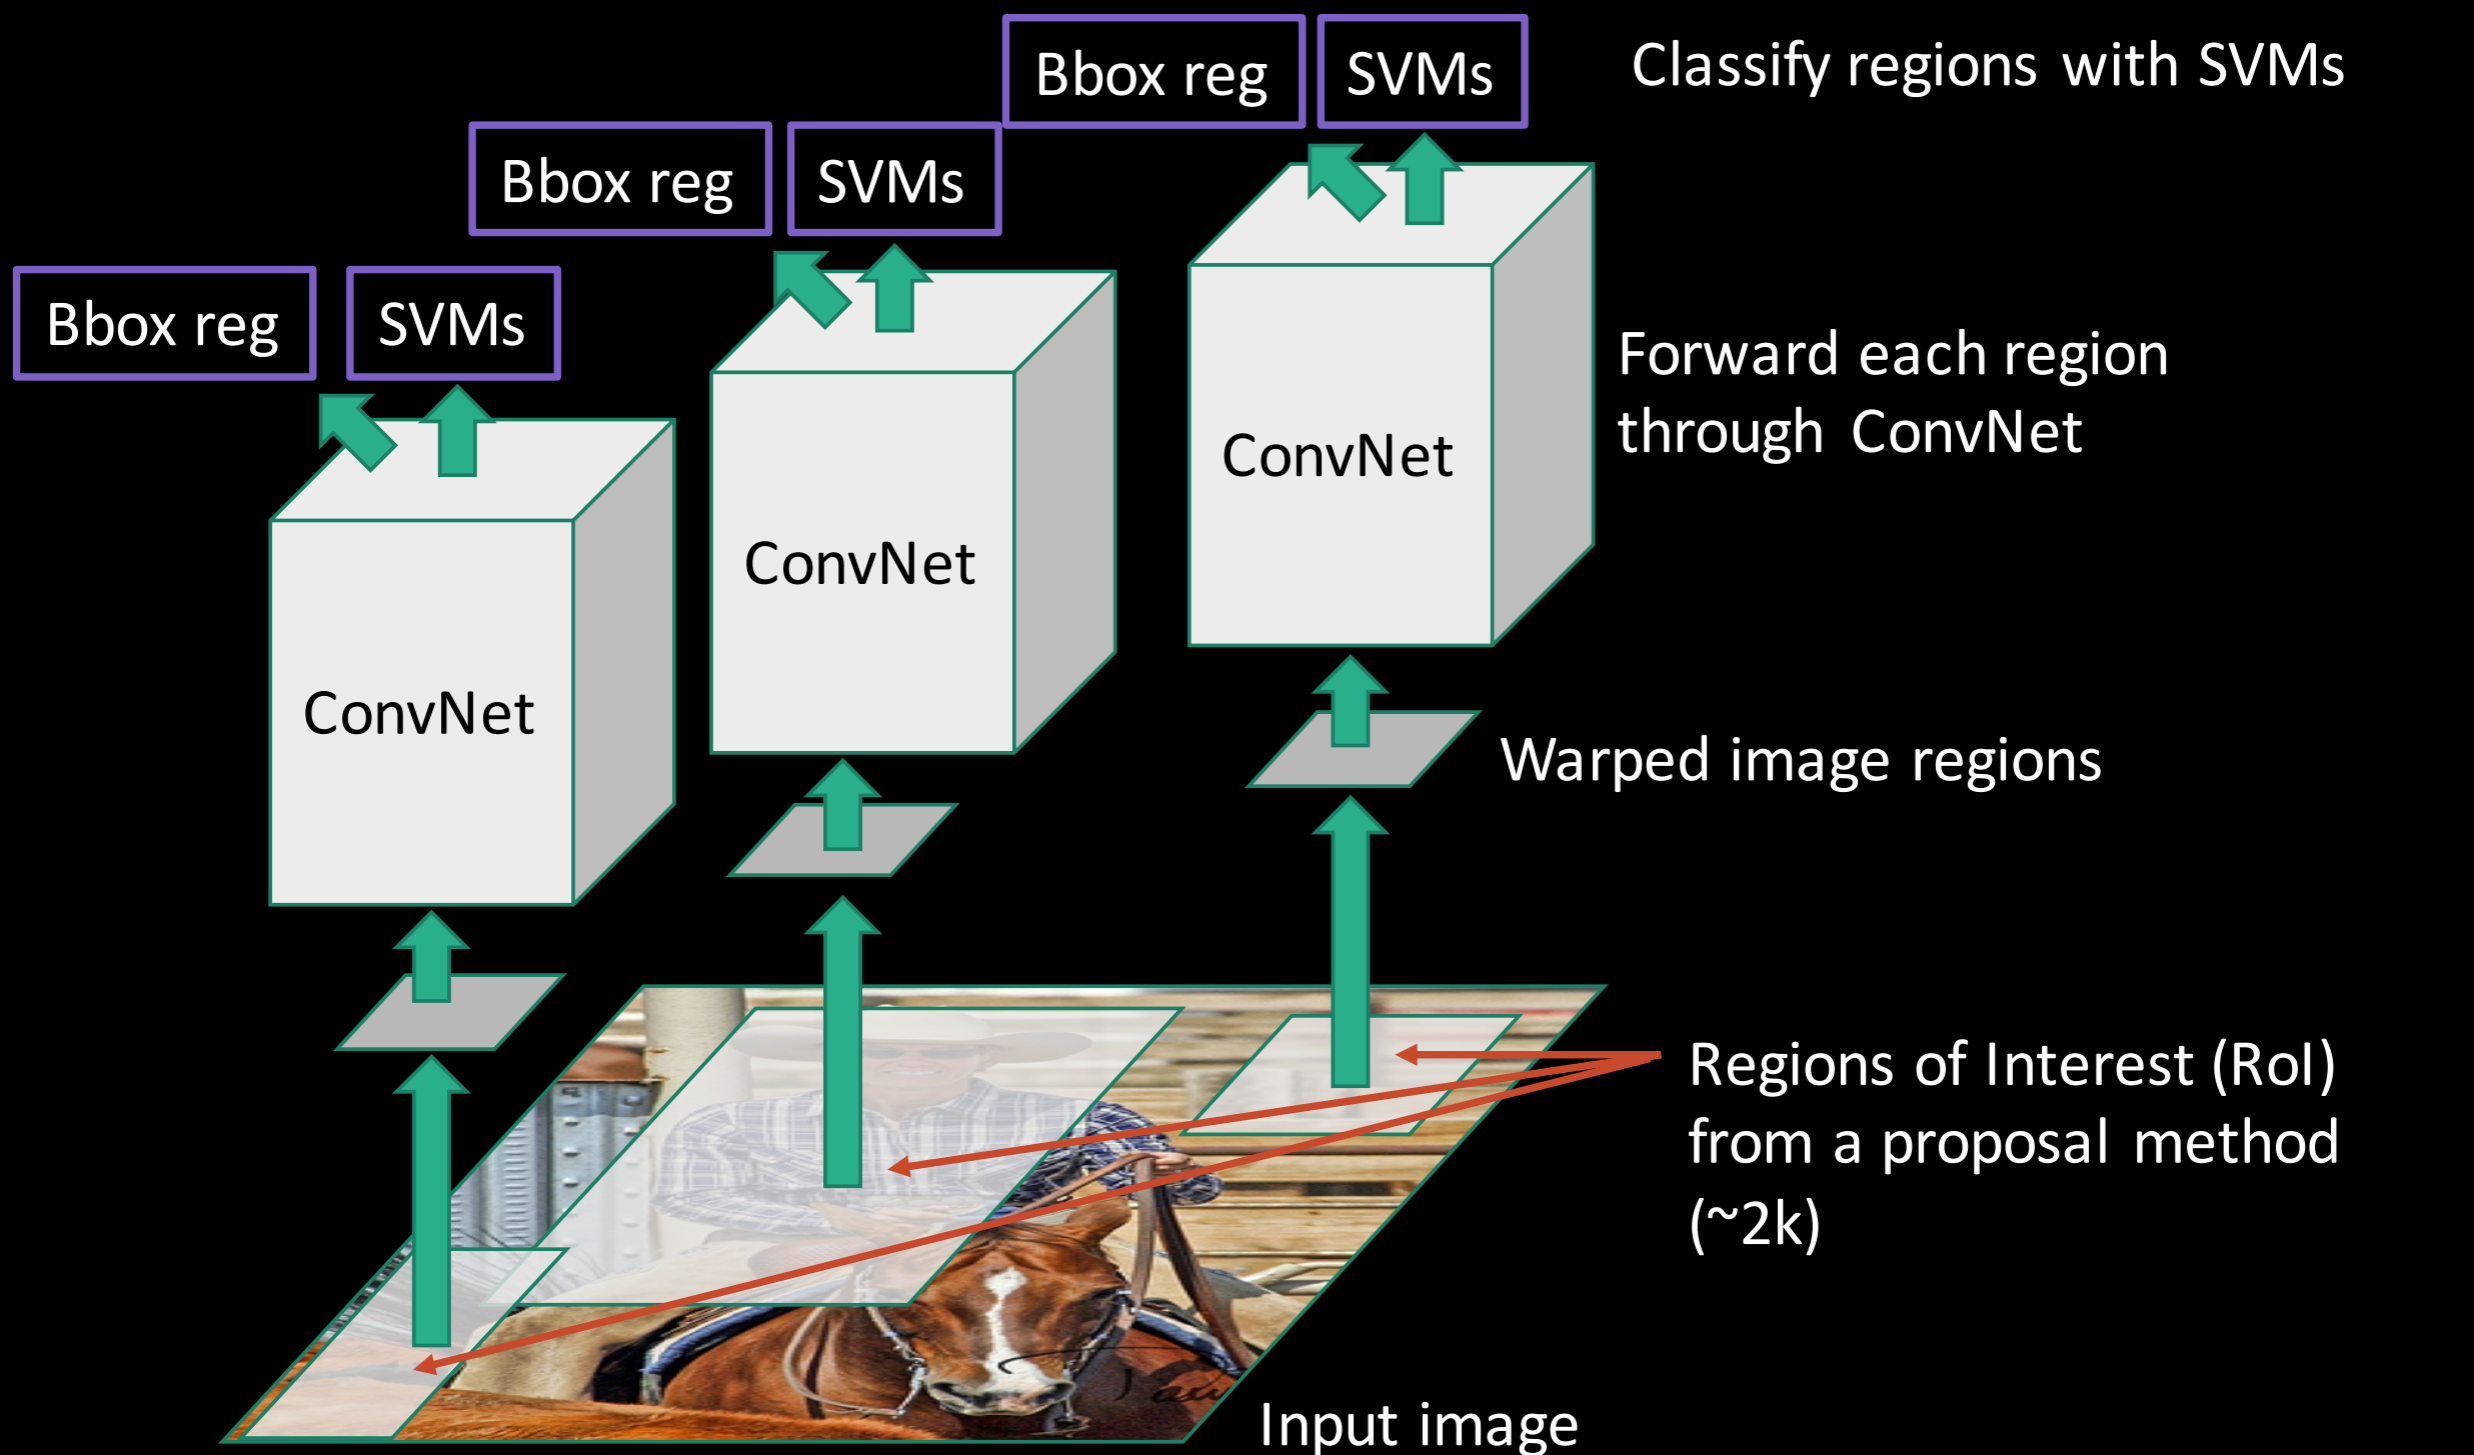 Bbox reg
SVMs
Classify regions with SVMs
Bbox reg
SVMs
Bbox reg
SVMs
Forward each region
through ConvNet
ConvNet
ConvNet
ConvNet
Warped image regions
Regions of Interest (RoI)
from a proposal method
(~2k)
Input image